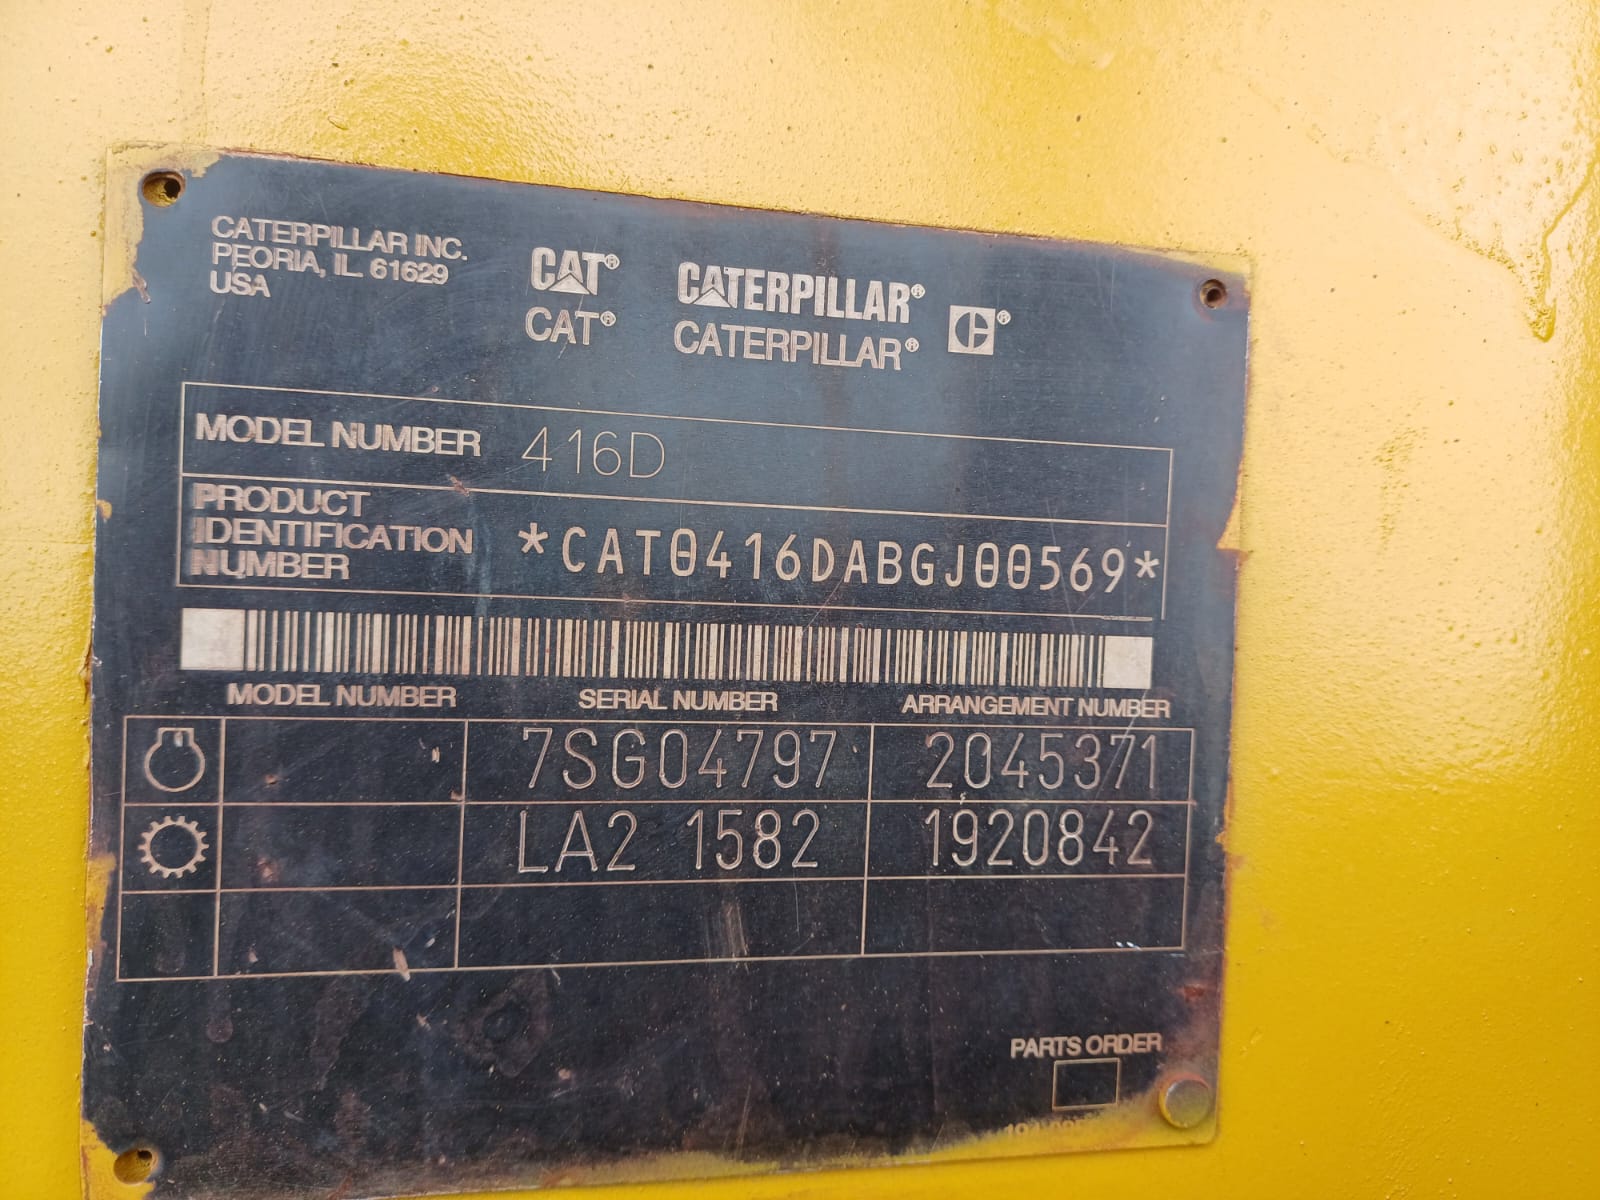 CATERPILLAR INC.
PEORIA, IL 61629
USA
CAT® CATERPILLAR® C®
CAT® CATERPILLAR®
MODEL NUMBER 416D
PRODUCT
IDENTIFICATION
NUMBER
*CAT0416DABGJ00569*
MODEL NUMBER SERIAL NUMBER ARRANGEMENT NUMBER
7SG04797 2045371
LA2 1582 1920842
PARTS ORDER